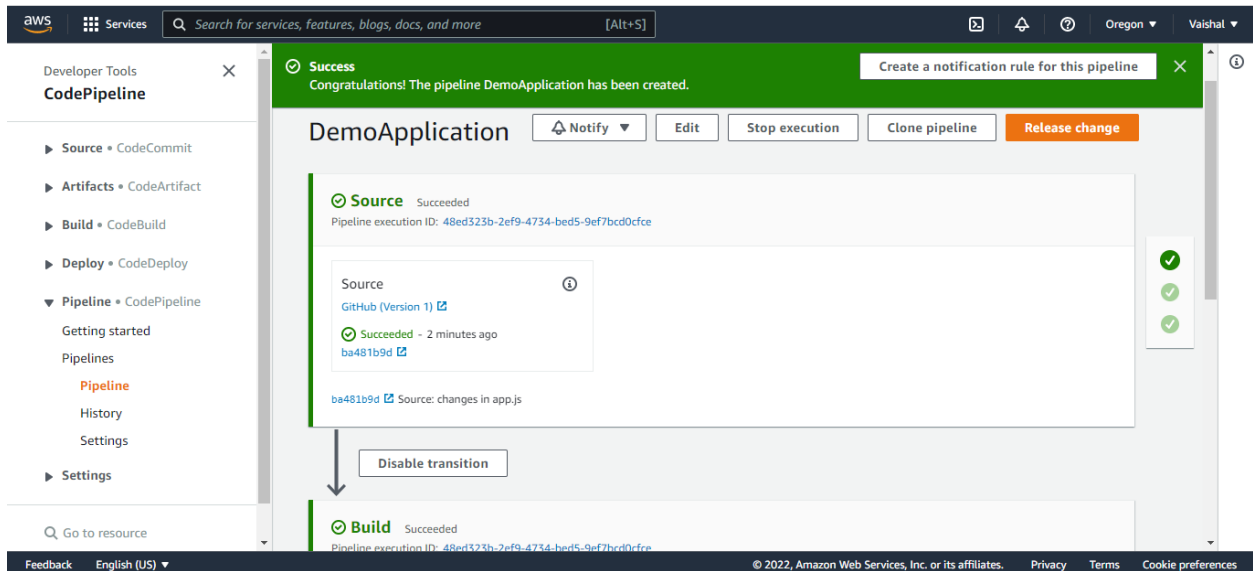 aws Services Search for services, features, blogs, docs, and more [Alt+S] Oregon ▼ Vaishal ▼
Developer Tools
CodePipeline
Source • CodeCommit
Artifacts • CodeArtifact
Build • CodeBuild
Deploy • CodeDeploy
Pipeline • CodePipeline
Getting started
Pipelines
Pipeline
History
Settings
Settings
Go to resource
Success
Congratulations! The pipeline DemoApplication has been created.
Create a notification rule for this pipeline
DemoApplication Notify ▼ Edit Stop execution Clone pipeline Release change
Source Succeeded
Pipeline execution ID: 48ed323b-2ef9-4734-bed5-9ef7bcd0cfce
Source
GitHub (Version 1)
Succeeded - 2 minutes ago
ba481b9d
ba481b9d Source: changes in app.js
Disable transition
Build Succeeded
Pipeline execution ID: 48ed323b-2ef9-4734-bed5-9ef7bcd0cfce
Feedback English (US) ▼ © 2022, Amazon Web Services, Inc. or its affiliates. Privacy Terms Cookie preferences